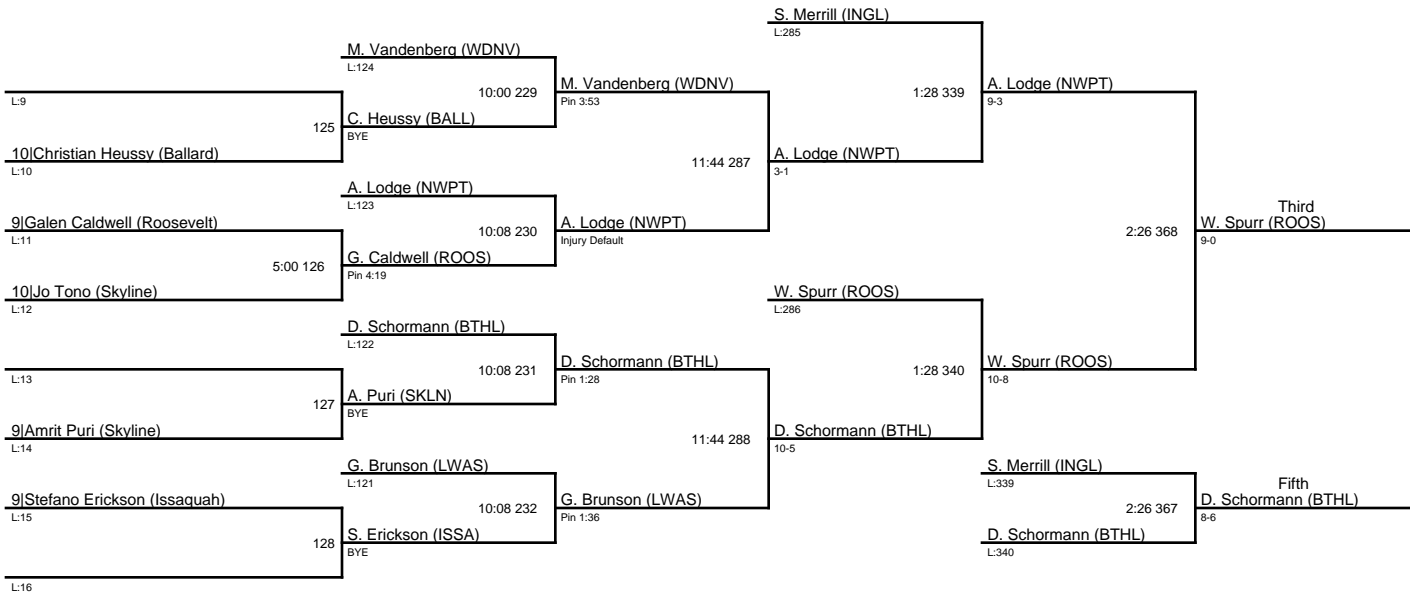 S. Merrill (INGL)
L:285
M. Vandenberg (WDNV)
L:124
10:00 229
M. Vandenberg (WDNV)
Pin 3:53
1:28 339
A. Lodge (NWPT)
9-3
L:9
125
C. Heussy (BALL)
BYE
10|Christian Heussy (Ballard)
L:10
11:44 287
A. Lodge (NWPT)
3-1
A. Lodge (NWPT)
L:123
9|Galen Caldwell (Roosevelt)
L:11
10:08 230
A. Lodge (NWPT)
Injury Default
2:26 368
Third
W. Spurr (ROOS)
9-0
5:00 126
G. Caldwell (ROOS)
Pin 4:19
10|Jo Tono (Skyline)
L:12
W. Spurr (ROOS)
L:286
D. Schormann (BTHL)
L:122
L:13
10:08 231
D. Schormann (BTHL)
Pin 1:28
1:28 340
W. Spurr (ROOS)
10-8
127
A. Puri (SKLN)
BYE
9|Amrit Puri (Skyline)
L:14
11:44 288
D. Schormann (BTHL)
10-5
G. Brunson (LWAS)
L:121
S. Merrill (INGL)
L:339
9|Stefano Erickson (Issaquah)
L:15
10:08 232
G. Brunson (LWAS)
Pin 1:36
2:26 367
Fifth
D. Schormann (BTHL)
8-6
128
S. Erickson (ISSA)
BYE
D. Schormann (BTHL)
L:340
L:16